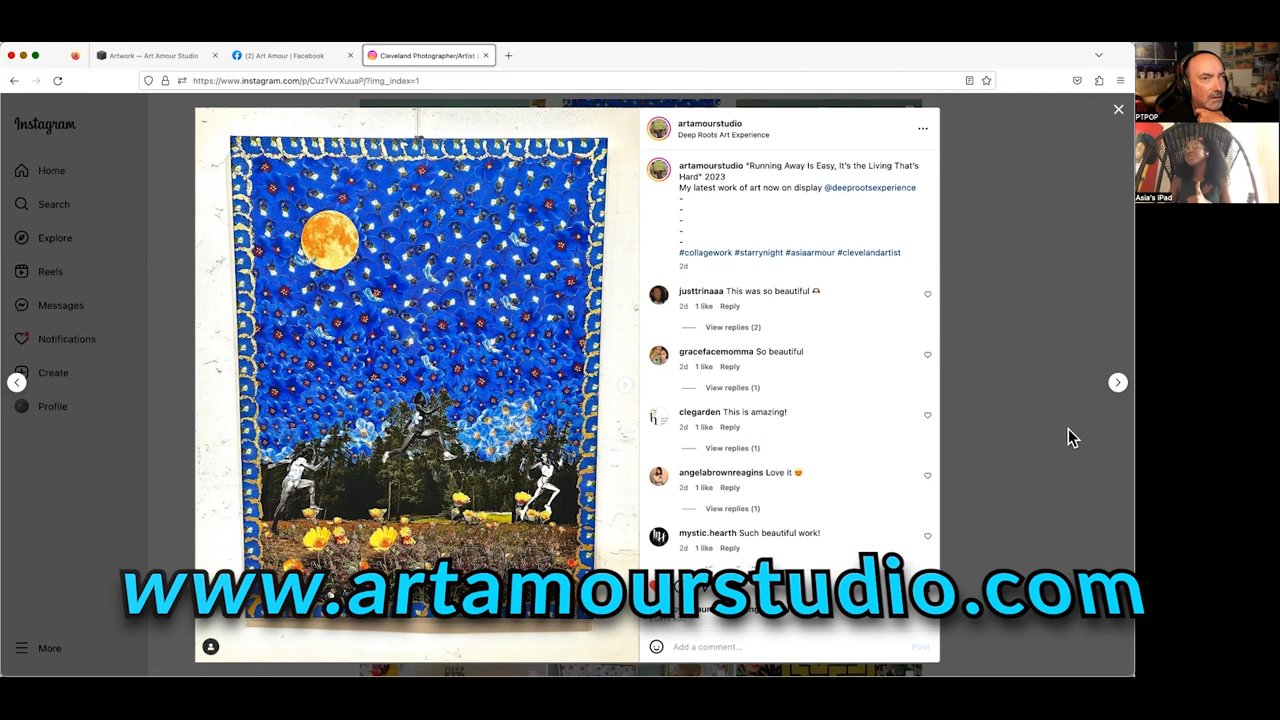 Artwork — Art Amour Studio
(2) Art Amour | Facebook
Cleveland Photographer/Artist |
https://www.instagram.com/p/CuzTvVXuuaP/?img_index=1
Instagram
Home
Search
Explore
Reels
Messages
Notifications
Create
Profile
More
artamourstudio
Deep Roots Art Experience
artamourstudio "Running Away Is Easy, It's the Living That's
Hard" 2023
My latest work of art now on display @deeprootsexperience
-
-
-
-
-
#collagework #starrynight #asiaarmour #clevelandartist
2d
justtrinaaa This was so beautiful
2d 1 like Reply
View replies (2)
gracefacemomma So beautiful
2d 1 like Reply
View replies (1)
clegarden This is amazing!
2d 1 like Reply
View replies (1)
angelabrownreagins Love it 😍
2d 1 like Reply
View replies (1)
mystic.hearth Such beautiful work!
2d 1 like Reply
www.artamourstudio.com
Add a comment...
Post
PTPOP
Asia's iPad